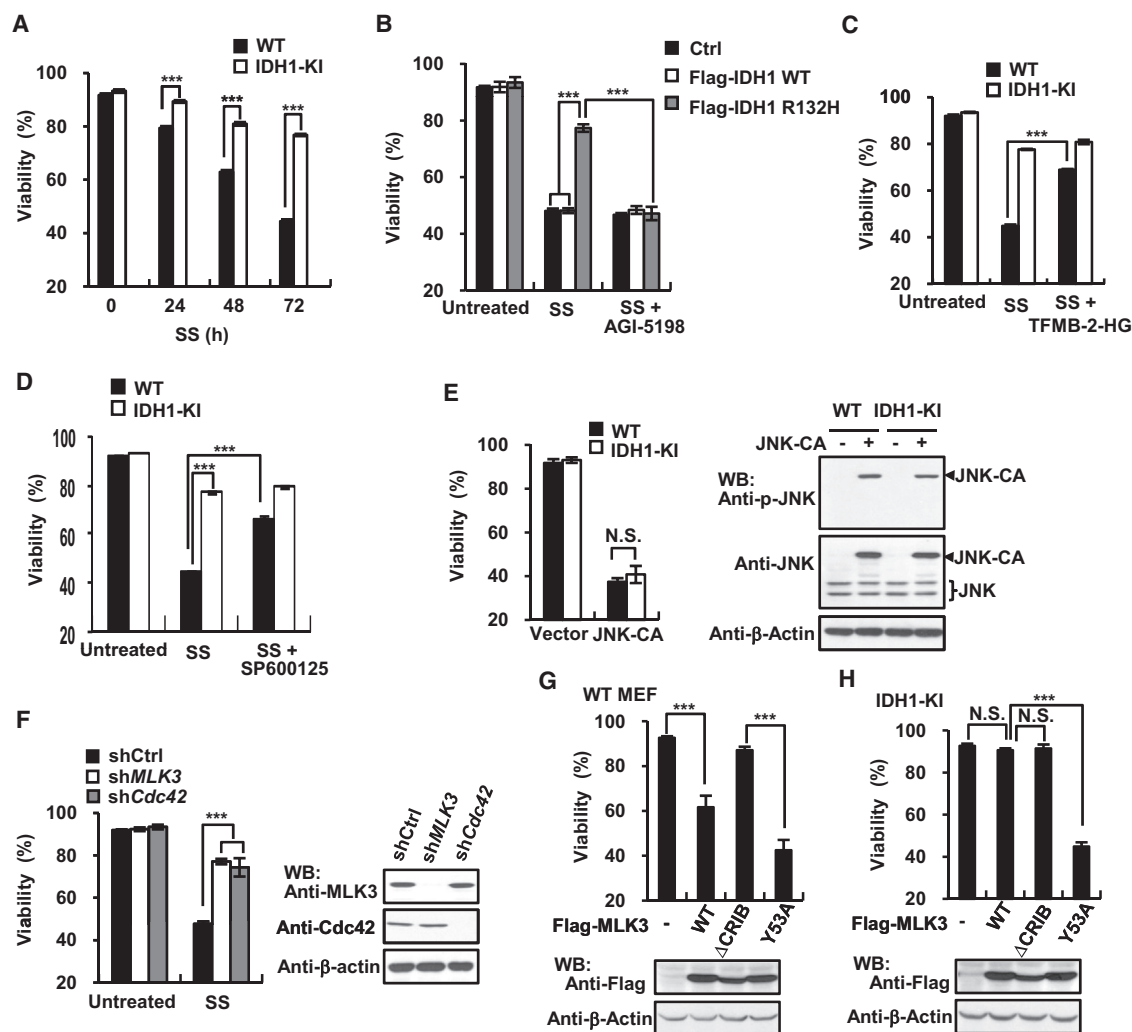 A
WT
IDH1-KI
Viability (%)
100
80
60
40
20
***
***
***
0 24 48 72
SS (h)
B
Ctrl
Flag-IDH1 WT
Flag-IDH1 R132H
Viability (%)
100
80
60
40
20
***
***
Untreated SS SS +
AGI-5198
C
WT
IDH1-KI
Viability (%)
100
80
60
40
20
***
Untreated SS SS +
TFMB-2-HG
D
WT
IDH1-KI
Viability (%)
100
80
60
40
20
***
***
Untreated SS SS +
SP600125
E
WT
IDH1-KI
Viability (%)
100
80
60
40
20
N.S.
Vector JNK-CA
WT IDH1-KI
JNK-CA - + - +
WB:
Anti-p-JNK
JNK-CA
Anti-JNK
JNK-CA
JNK
Anti-β-Actin
F
shCtrl
shMLK3
shCdc42
Viability (%)
100
80
60
40
20
***
Untreated SS
shCtrl shMLK3 shCdc42
WB:
Anti-MLK3
Anti-Cdc42
Anti-β-actin
G
WT MEF
Viability (%)
100
80
60
40
20
***
***
Flag-MLK3 - WT △CRIB Y53A
WB:
Anti-Flag
Anti-β-Actin
H
IDH1-KI
Viability (%)
100
80
60
40
20
N.S.
N.S.
***
Flag-MLK3 - WT △CRIB Y53A
WB:
Anti-Flag
Anti-β-Actin